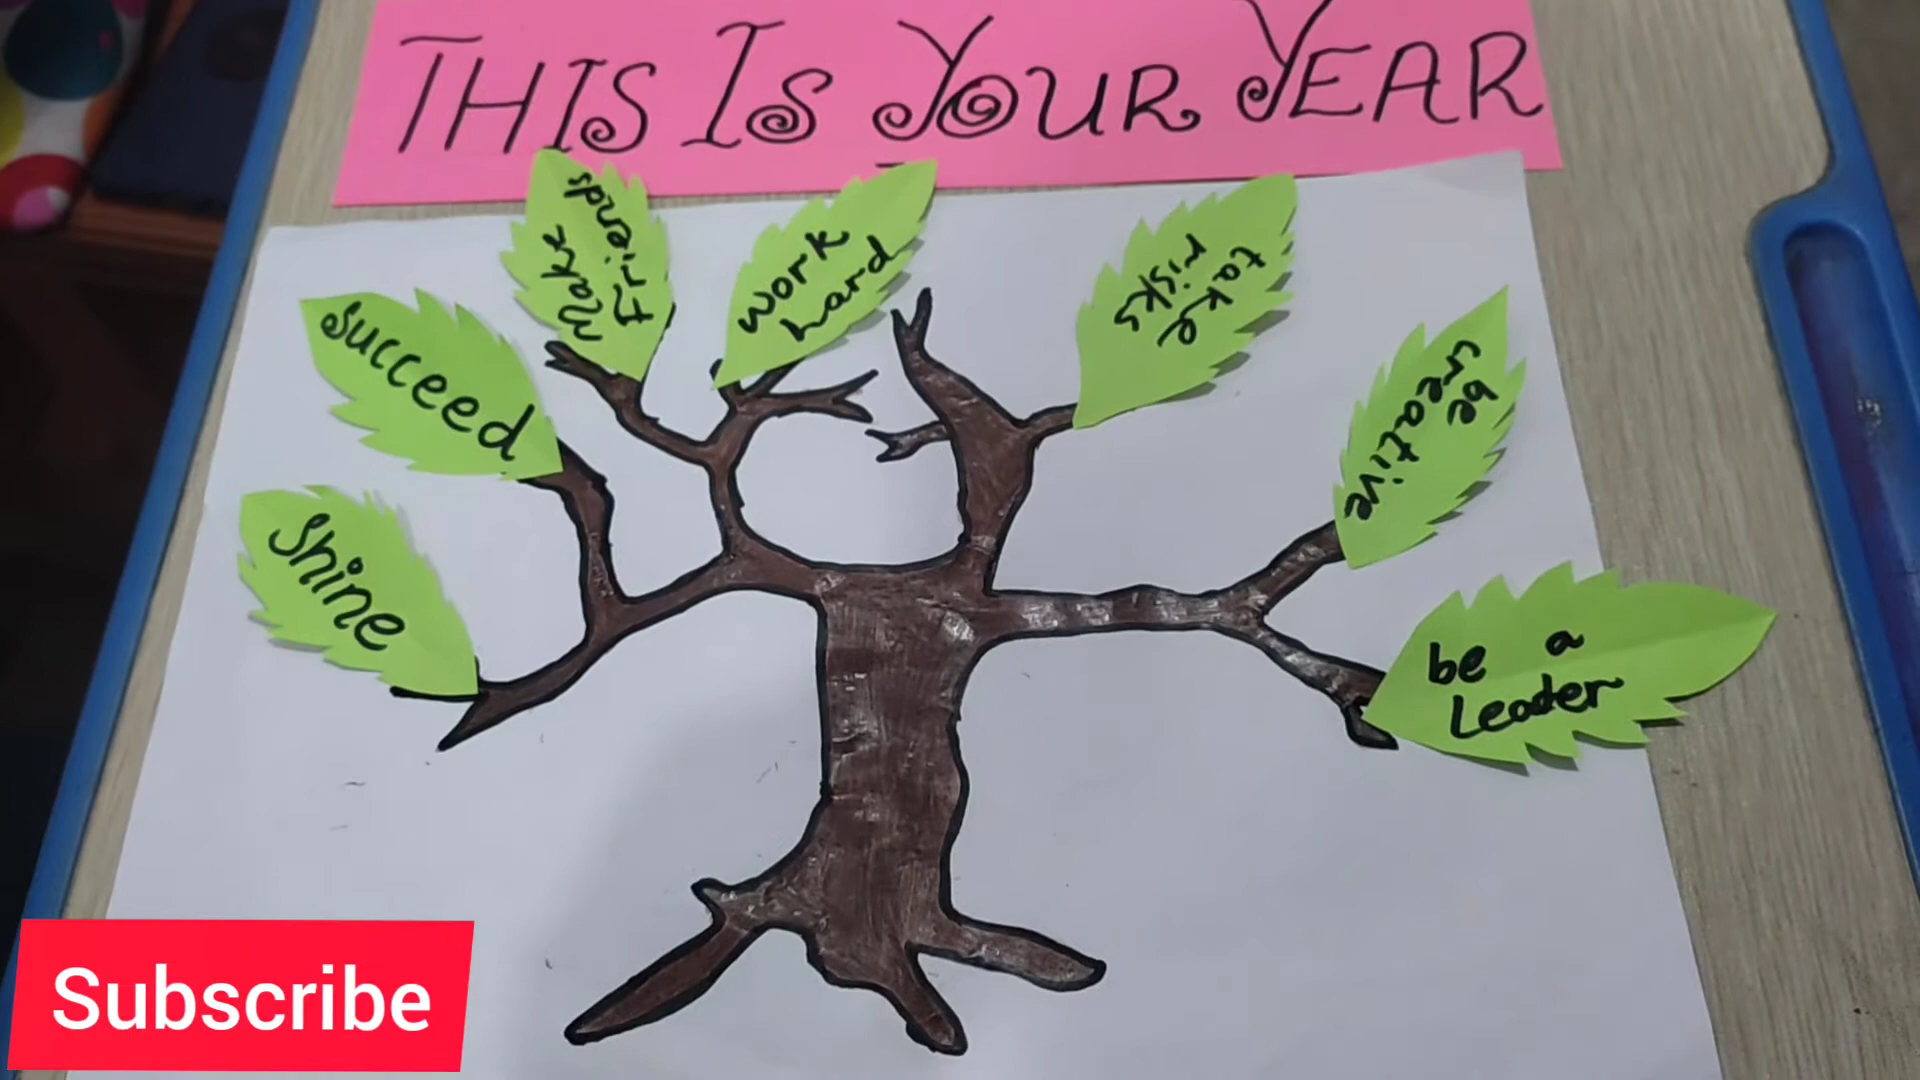 THIS IS YOUR YEAR
Make
Friends
work
hard
take
risks
succeed
be
creative
shine
be a
Leader
Subscribe